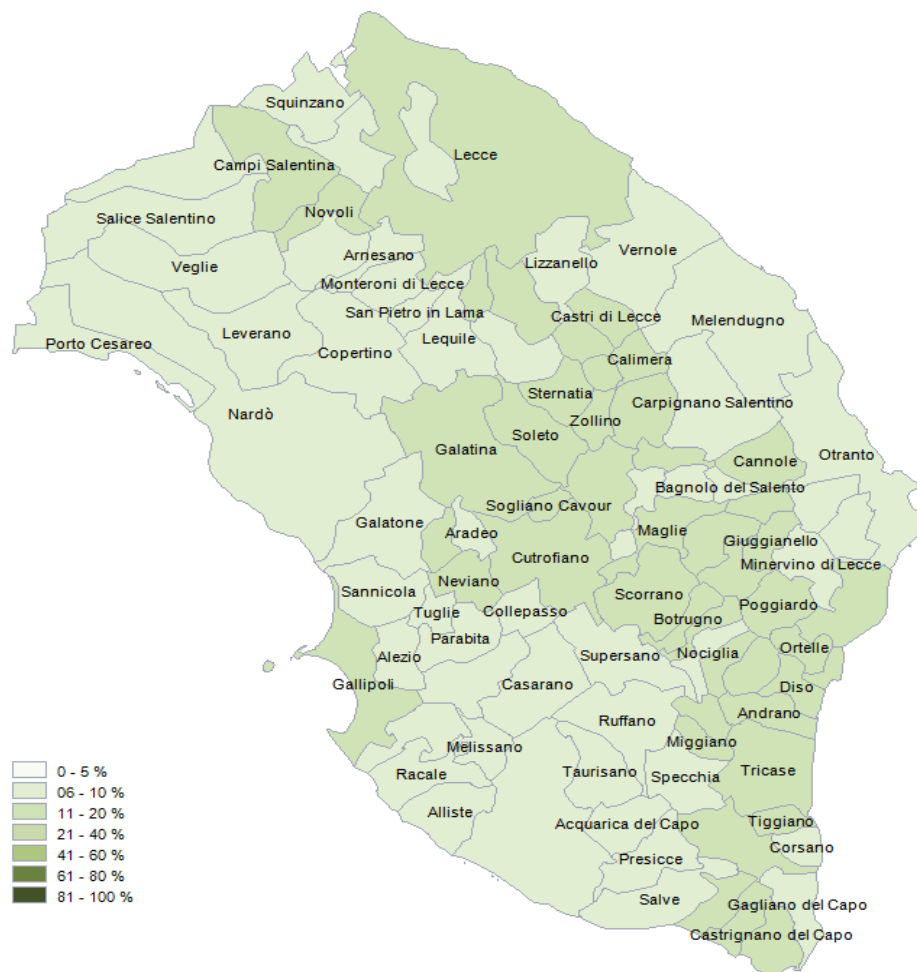 Squinzano
Lecce
Campi Salentina
Novoli
Salice Salentino
Vernole
Arnesano
Lizzanello
Veglie
Monteroni di Lecce
San Pietro in Lama
Castri di Lecce
Melendugno
Leverano
Lequile
Porto Cesareo
Copertino
Calimera
Sternatia
Carpignano Salentino
Nardò
Zollino
Soleto
Galatina
Otranto
Cannole
Bagnolo del Salento
Sogliano Cavour
Galatone
Maglie
Aradeo
Giuggianello
Cutrofiano
Minervino di Lecce
Neviano
Sannicola
Scorrano
Poggiardo
Tuglie
Collepasso
Botrugno
Parabita
Ortelle
Alezio
Supersano
Nociglia
Gallipoli
Casarano
Diso
Andrano
Ruffano
Miggiano
Melissano
Racale
Taurisano
Specchia
Tricase
Alliste
Acquarica del Capo
Tiggiano
Corsano
Presicce
Salve
Gagliano del Capo
Castrignano del Capo
0 - 5 %
06 - 10 %
11 - 20 %
21 - 40 %
41 - 60 %
61 - 80 %
81 - 100 %